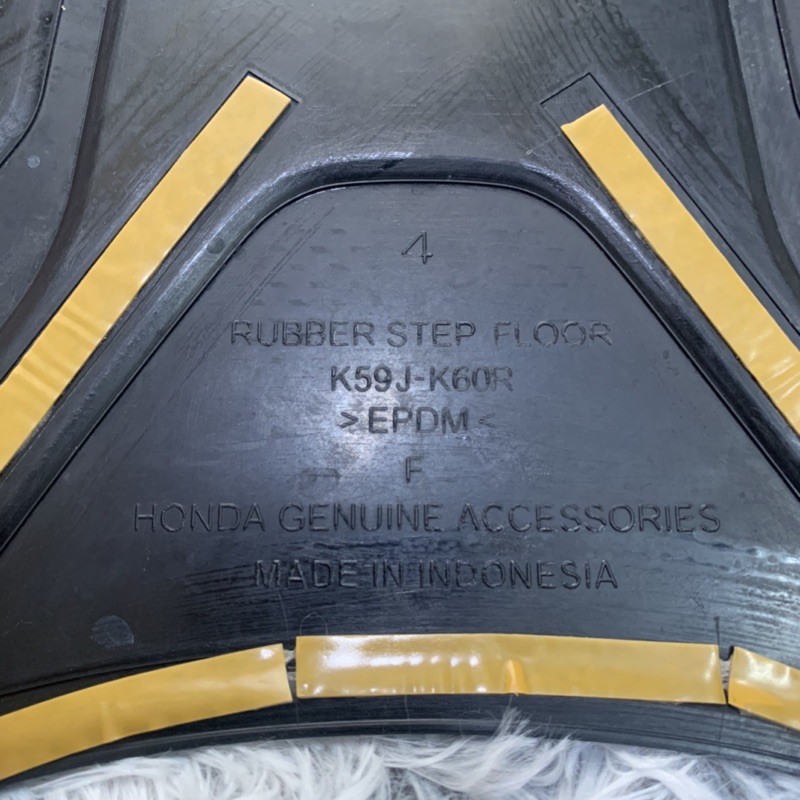 4
RUBBER STEP FLOOR
K59J-K60R
>EPDM<
F
HONDA GENUINE ACCESSORIES
MADE IN INDONESIA